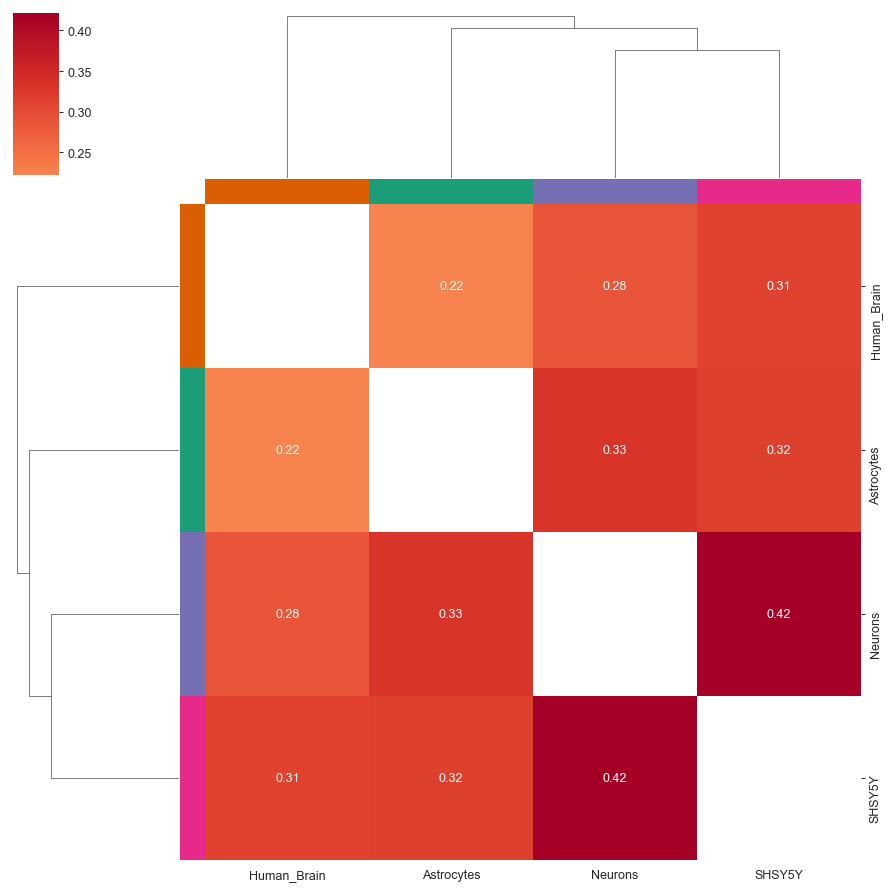 0.40
0.35
0.30
0.25
0.22 0.28 0.31 Human_Brain
0.22 0.33 0.32 Astrocytes
0.28 0.33 0.42 Neurons
0.31 0.32 0.42 SHSY5Y
Human_Brain Astrocytes Neurons SHSY5Y